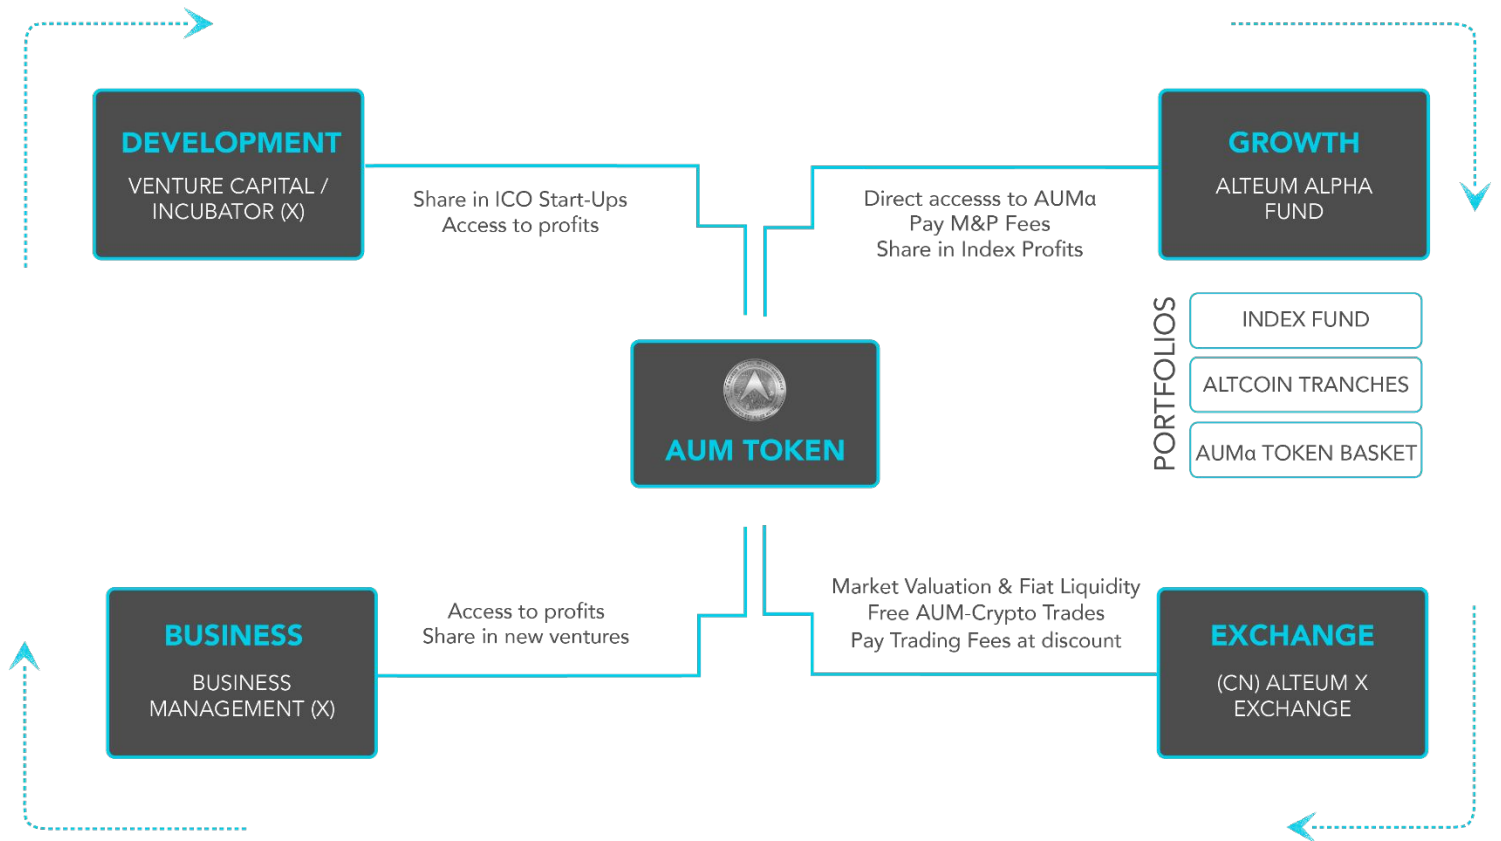 DEVELOPMENT
VENTURE CAPITAL /
INCUBATOR (X)
Share in ICO Start-Ups
Access to profits
Direct accesss to AUMα
Pay M&P Fees
Share in Index Profits
GROWTH
ALTEUM ALPHA
FUND
PORTFOLIOS
INDEX FUND
ALTCOIN TRANCHES
AUMα TOKEN BASKET
AUM TOKEN
BUSINESS
BUSINESS
MANAGEMENT (X)
Access to profits
Share in new ventures
Market Valuation & Fiat Liquidity
Free AUM-Crypto Trades
Pay Trading Fees at discount
EXCHANGE
(CN) ALTEUM X
EXCHANGE